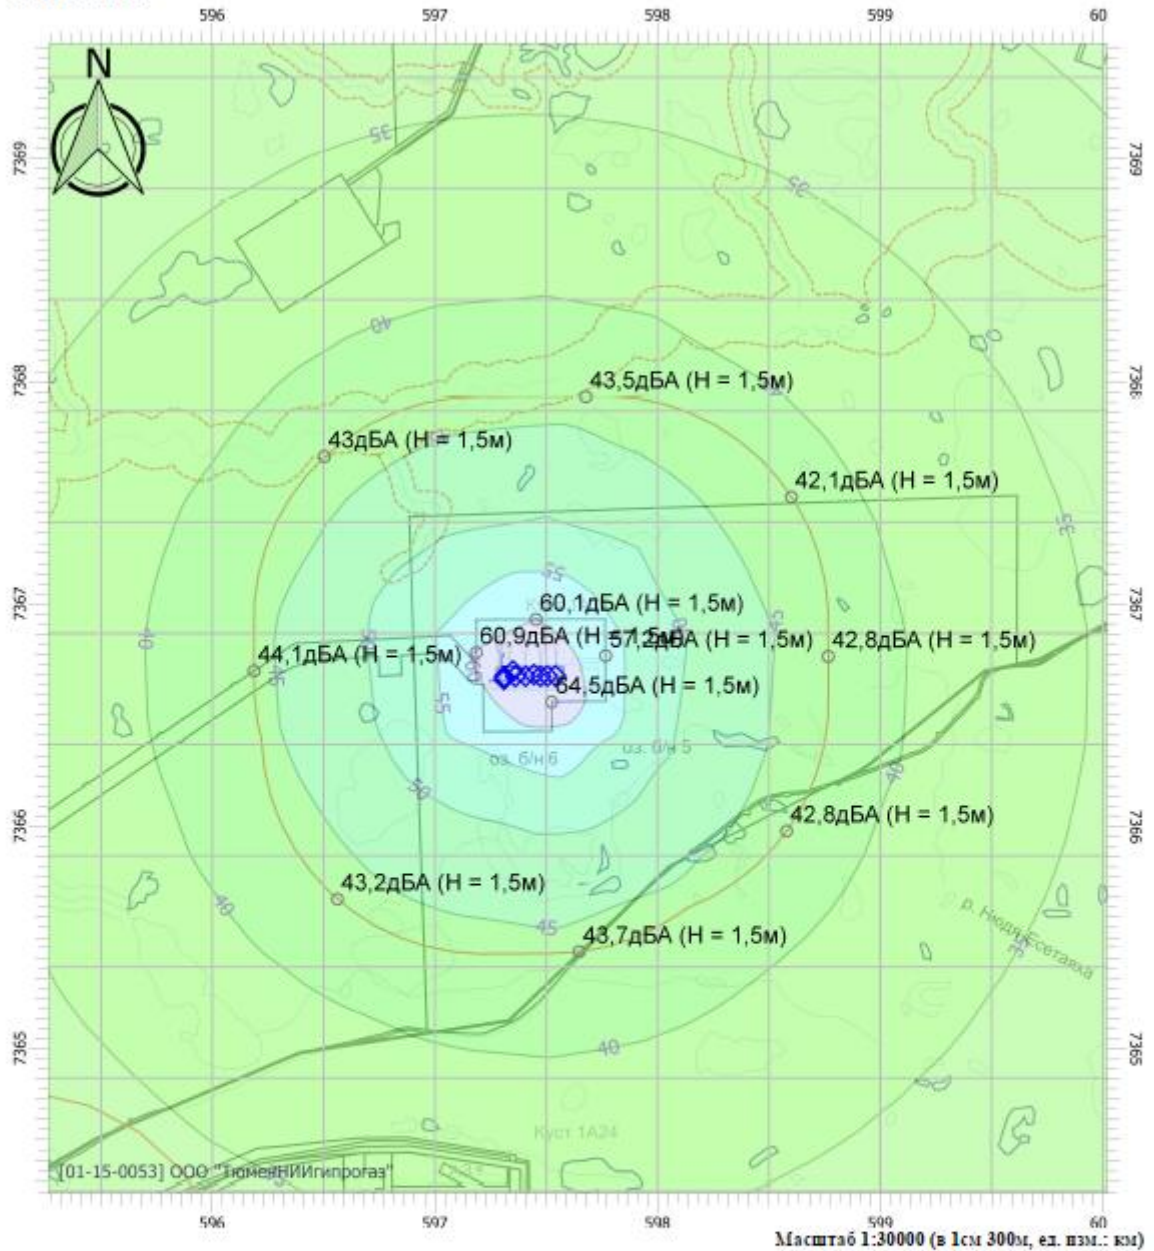 596 597 598 599 60
N
35
7369 7369
35
40
7368 7368
43,5дБА (H = 1,5м)
43дБА (H = 1,5м)
42,1дБА (H = 1,5м)
35
55
7367 7367
60,1дБА (H = 1,5м)
60,9дБА (H = 1,5м)
57,2дБА (H = 1,5м)
42,8дБА (H = 1,5м)
40
44,1дБА (H = 1,5м)
45
64,5дБА (H = 1,5м)
55
оз. б/н 6
оз. б/н 5
40
50
7366 7366
42,8дБА (H = 1,5м)
43,2дБА (H = 1,5м)
40
45
43,7дБА (H = 1,5м)
р. Нюдя-Есетаяха
35
7365 7365
40
Куст 1А24
[01-15-0053] ООО "ТюменНИИгипрогаз"
596 597 598 599 60
Масштаб 1:30000 (в 1см 300м, ед. изм.: км)